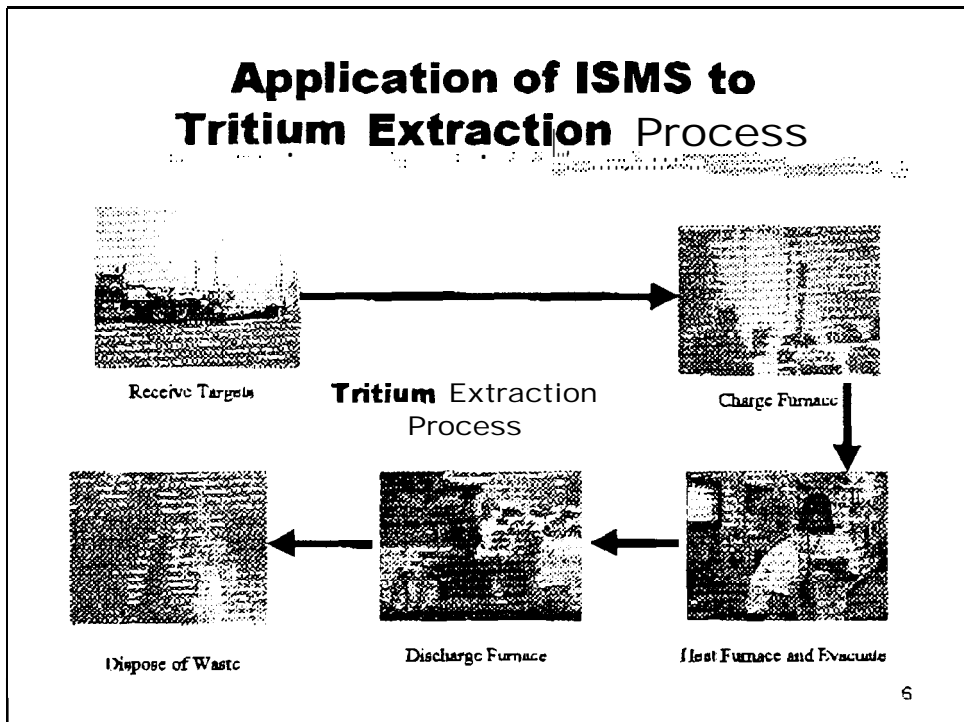 Application of ISMS to
Tritium Extraction Process
Receive Targets
Tritium Extraction
Process
Charge Furnace
Dispose of Waste
Discharge Furnace
Heat Furnace and Evacuate
6